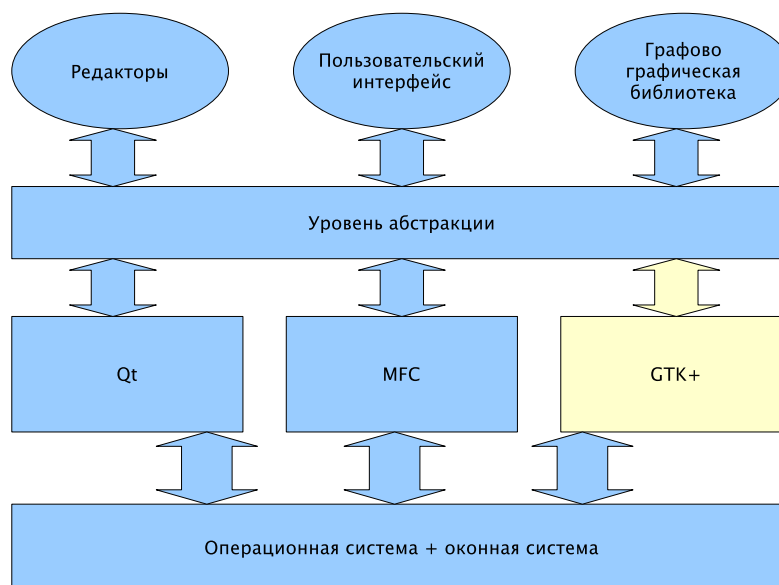 Редакторы
Пользовательский
интерфейс
Графово
графическая
библиотека
Уровень абстракции
Qt
MFC
GTK+
Операционная система + оконная система